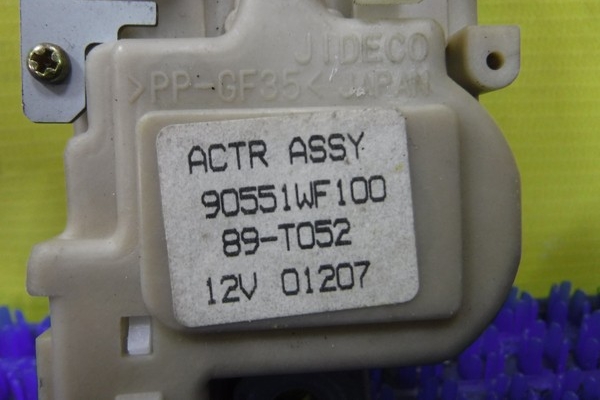 JIDECO
>PP-GF35< JAPAN
ACTR ASSY
90551WF100
89-T052
12V 01207